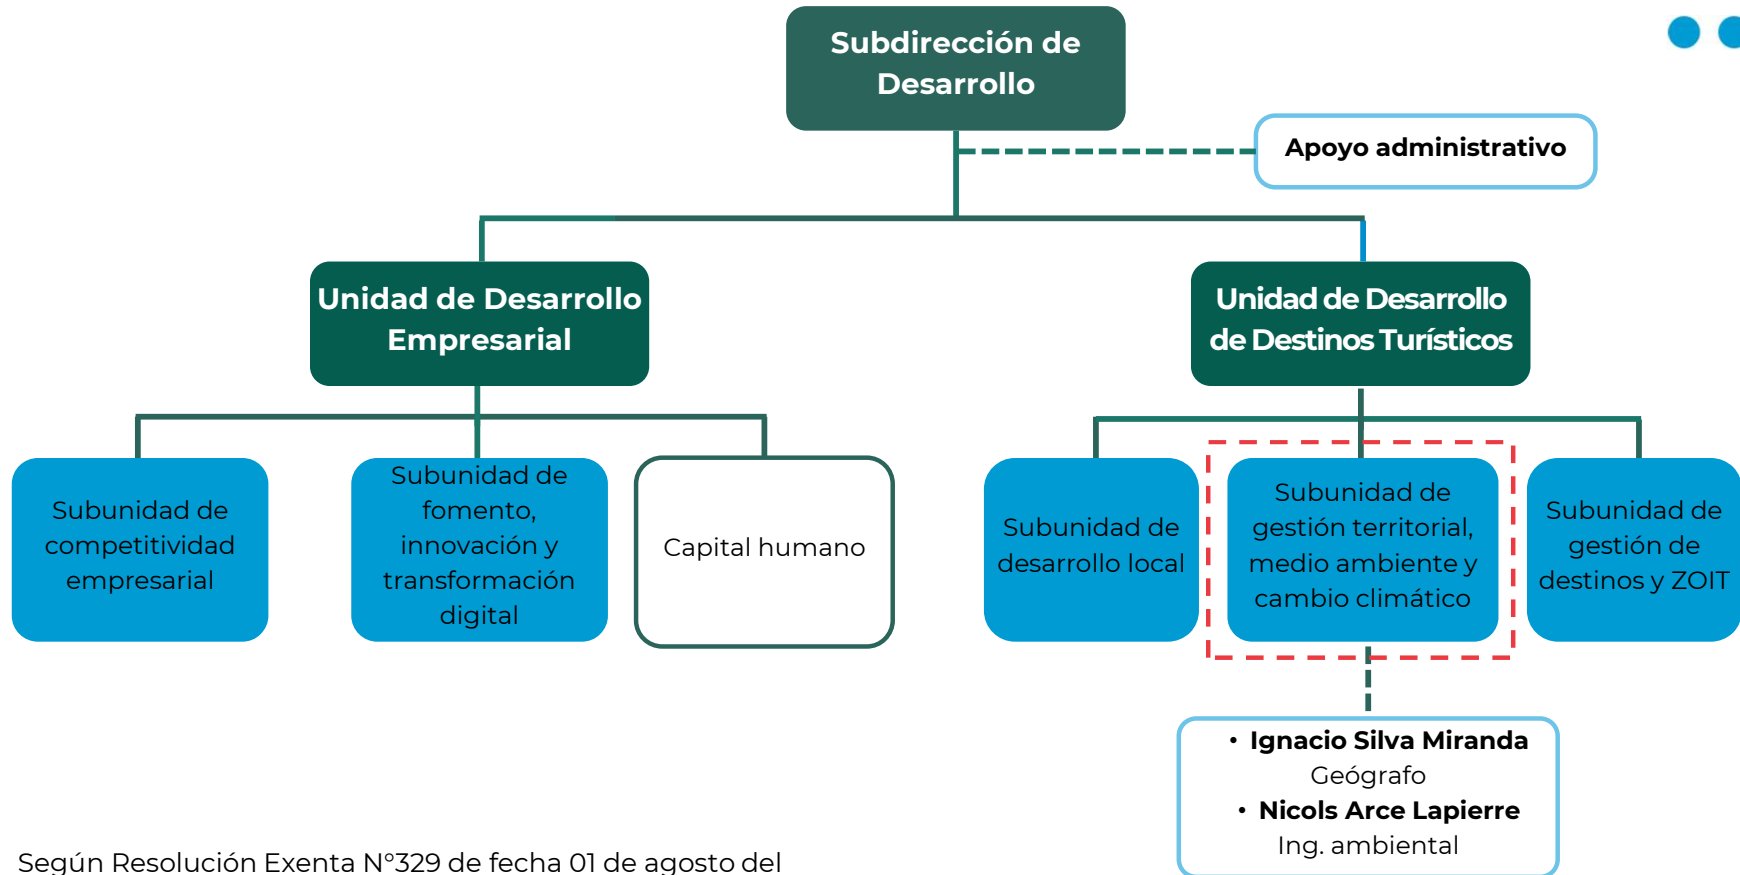 Subdirección de
Desarrollo
Apoyo administrativo
Unidad de Desarrollo
Empresarial
Unidad de Desarrollo
de Destinos Turísticos
Subunidad de
competitividad
empresarial
Subunidad de
fomento,
innovación y
transformación
digital
Capital humano
Subunidad de
desarrollo local
Subunidad de
gestión territorial,
medio ambiente y
cambio climático
Subunidad de
gestión de
destinos y ZOIT
• Ignacio Silva Miranda
Geógrafo
• Nicols Arce Lapierre
Ing. ambiental
Según Resolución Exenta N°329 de fecha 01 de agosto del